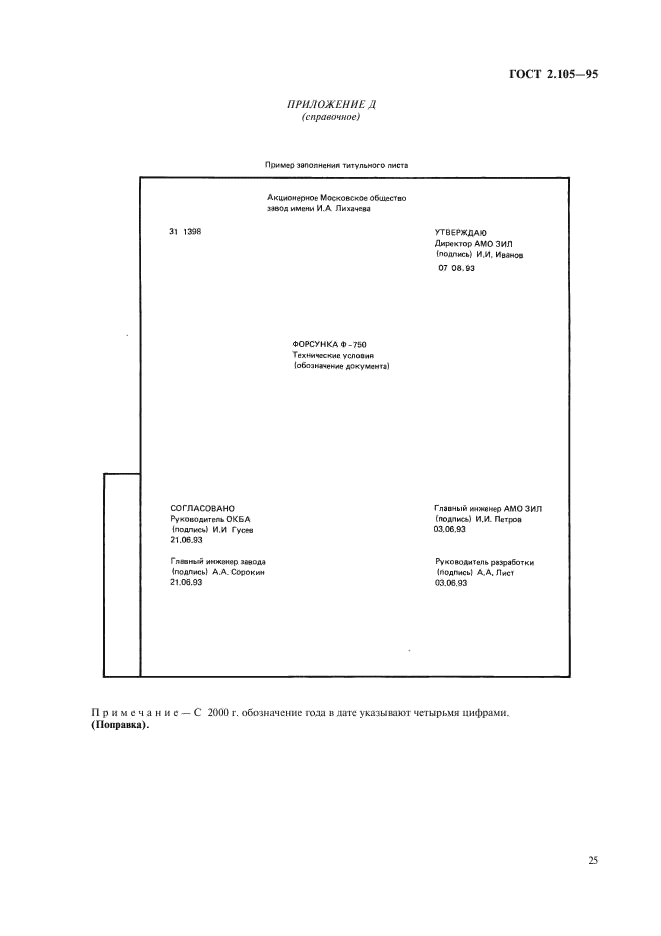 ГОСТ 2.105—95
ПРИЛОЖЕНИЕ Д
(справочное)
Пример заполнения титульного листа
Акционерное Московское общество
завод имени И.А. Лихачева
31 1398
УТВЕРЖДАЮ
Директор АМО ЗИЛ
(подпись) И.И. Иванов
07 08.93
ФОРСУНКА Ф-750
Технические условия
(обозначение документа)
СОГЛАСОВАНО
Руководитель ОКБА
(подпись) И.И Гусев
21.06.93
Главный инженер завода
(подпись) А.А. Сорокин
21.06.93
Главный инженер АМО ЗИЛ
(подпись) И.И. Петров
03.06.93
Руководитель разработки
(подпись) А.А. Лист
03.06.93
Примечание — С 2000 г. обозначение года в дате указывают четырьмя цифрами.
(Поправка).
25